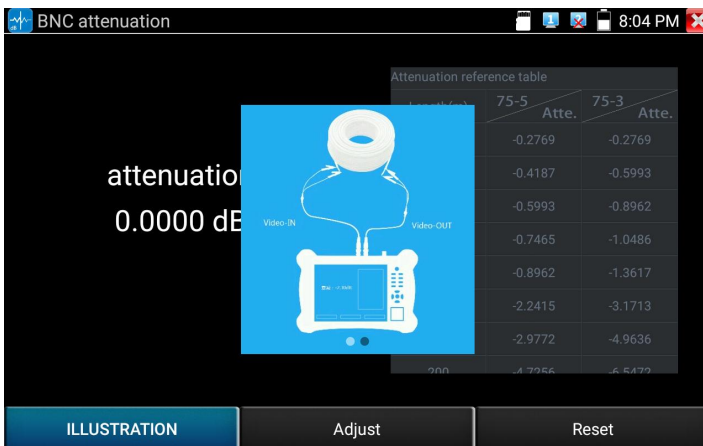 BNC attenuation
8:04 PM
Attenuation reference table
Length(m) 75-5 Atte. 75-3 Atte.
-0.2769 -0.2769
-0.4187 -0.5993
attenuation
-0.5993 -0.8962
0.0000 dB
Video-IN
Video-OUT
-0.7465 -1.0486
-0.8962 -1.3617
-2.2415 -3.1713
-2.9772 -4.9636
200 -4.7256 -6.5472
ILLUSTRATION
Adjust
Reset